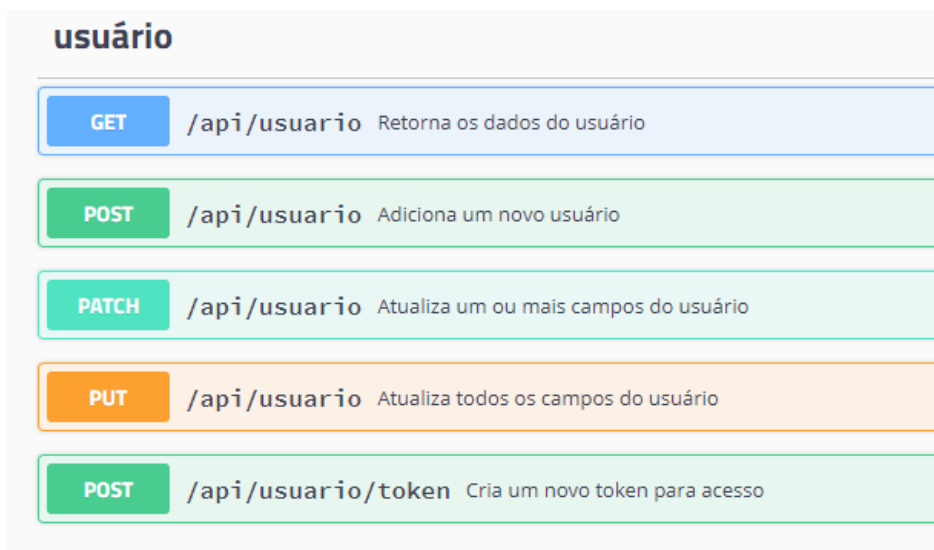 usuário
GET /api/usuario Retorna os dados do usuário
POST /api/usuario Adiciona um novo usuário
PATCH /api/usuario Atualiza um ou mais campos do usuário
PUT /api/usuario Atualiza todos os campos do usuário
POST /api/usuario/token Cria um novo token para acesso